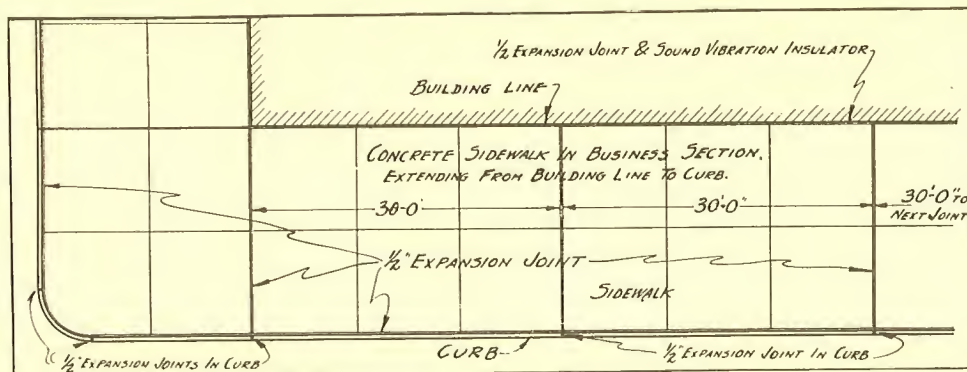 ½ EXPANSION JOINT & SOUND VIBRATION INSULATOR
BUILDING LINE
CONCRETE SIDEWALK IN BUSINESS SECTION.
EXTENDING FROM BUILDING LINE TO CURB.
30-0'
30'-0"
30'-0" TO
NEXT JOINT
½" EXPANSION JOINT
SIDEWALK
½" EXPANSION JOINTS IN CURB
CURB
½" EXPANSION JOINT IN CURB